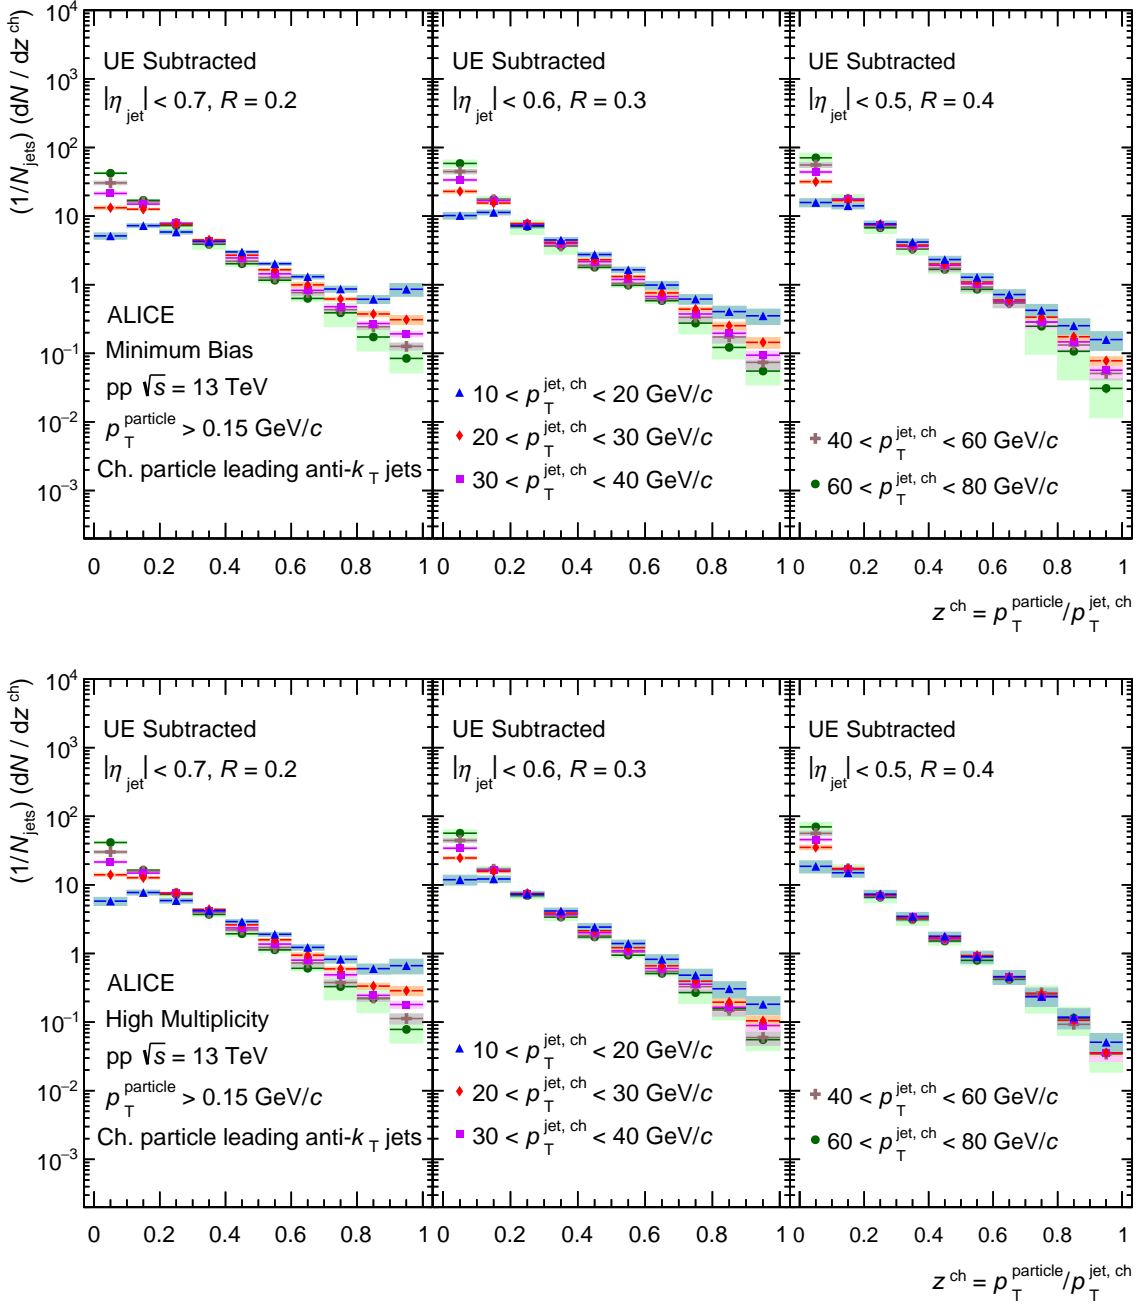 (1/N_jets) (dN / dz^ch)
10^4
10^3
10^2
10
1
10^−1
10^−2
10^−3
UE Subtracted
|η_jet| < 0.7, R = 0.2
ALICE
Minimum Bias
pp √s = 13 TeV
p_T^particle > 0.15 GeV/c
Ch. particle leading anti-k_T jets
UE Subtracted
|η_jet| < 0.6, R = 0.3
10 < p_T^jet, ch < 20 GeV/c
20 < p_T^jet, ch < 30 GeV/c
30 < p_T^jet, ch < 40 GeV/c
UE Subtracted
|η_jet| < 0.5, R = 0.4
40 < p_T^jet, ch < 60 GeV/c
60 < p_T^jet, ch < 80 GeV/c
0 0.2 0.4 0.6 0.8 1 0 0.2 0.4 0.6 0.8 1 0 0.2 0.4 0.6 0.8 1
z^ch = p_T^particle/p_T^jet, ch
(1/N_jets) (dN / dz^ch)
10^4
10^3
10^2
10
1
10^−1
10^−2
10^−3
UE Subtracted
|η_jet| < 0.7, R = 0.2
ALICE
High Multiplicity
pp √s = 13 TeV
p_T^particle > 0.15 GeV/c
Ch. particle leading anti-k_T jets
UE Subtracted
|η_jet| < 0.6, R = 0.3
10 < p_T^jet, ch < 20 GeV/c
20 < p_T^jet, ch < 30 GeV/c
30 < p_T^jet, ch < 40 GeV/c
UE Subtracted
|η_jet| < 0.5, R = 0.4
40 < p_T^jet, ch < 60 GeV/c
60 < p_T^jet, ch < 80 GeV/c
0 0.2 0.4 0.6 0.8 1 0 0.2 0.4 0.6 0.8 1 0 0.2 0.4 0.6 0.8 1
z^ch = p_T^particle/p_T^jet, ch